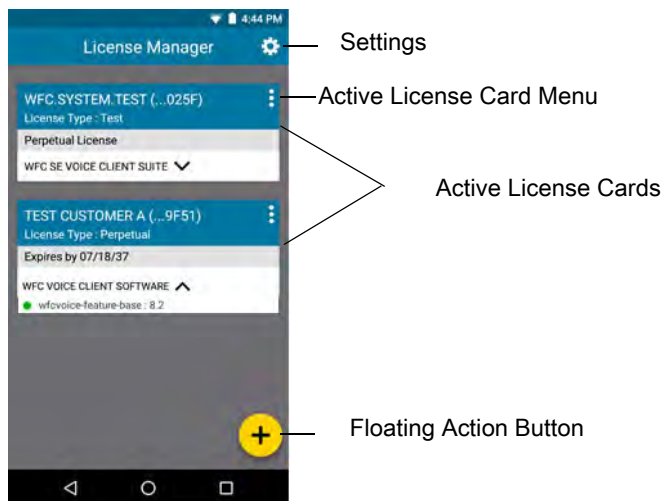 4:44 PM
License Manager
Settings
WFC.SYSTEM.TEST (...025F)
License Type : Test
Active License Card Menu
Perpetual License
WFC SE VOICE CLIENT SUITE
Active License Cards
TEST CUSTOMER A (...9F51)
License Type : Perpetual
Expires by 07/18/37
WFC VOICE CLIENT SOFTWARE
wfcvoice-feature-base : 8.2
Floating Action Button